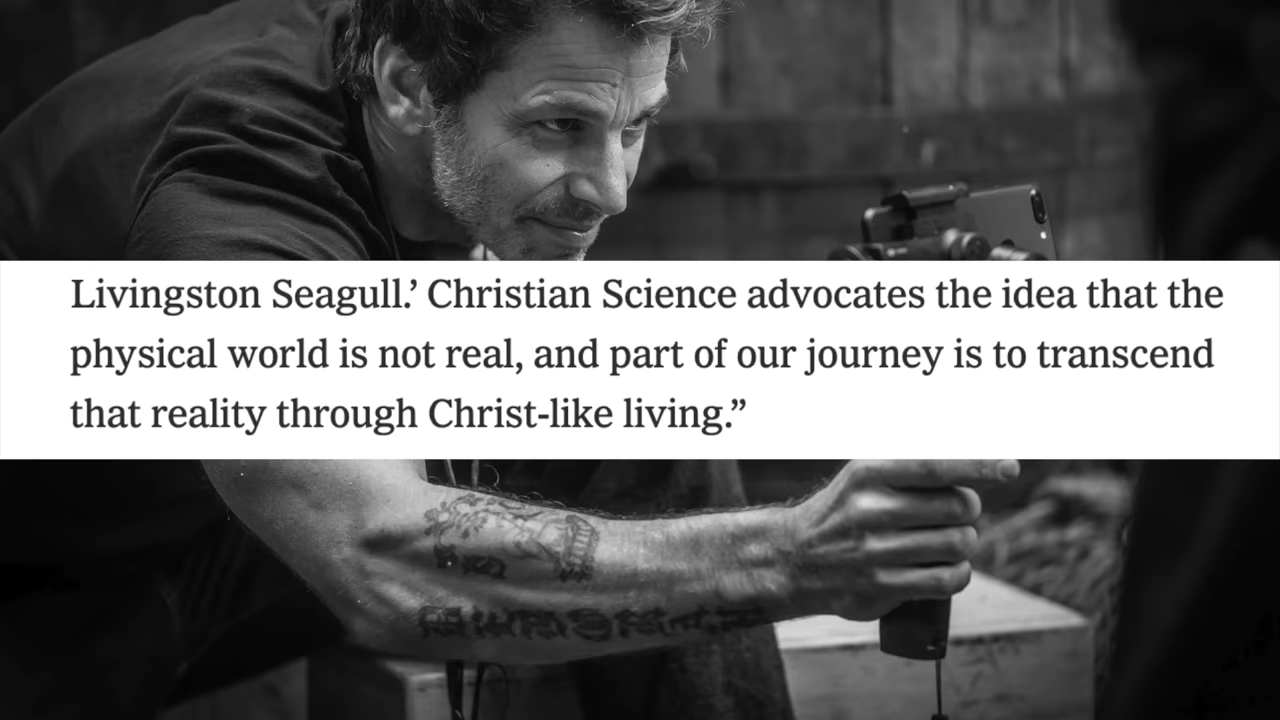 Livingston Seagull.’ Christian Science advocates the idea that the
physical world is not real, and part of our journey is to transcend
that reality through Christ-like living.”